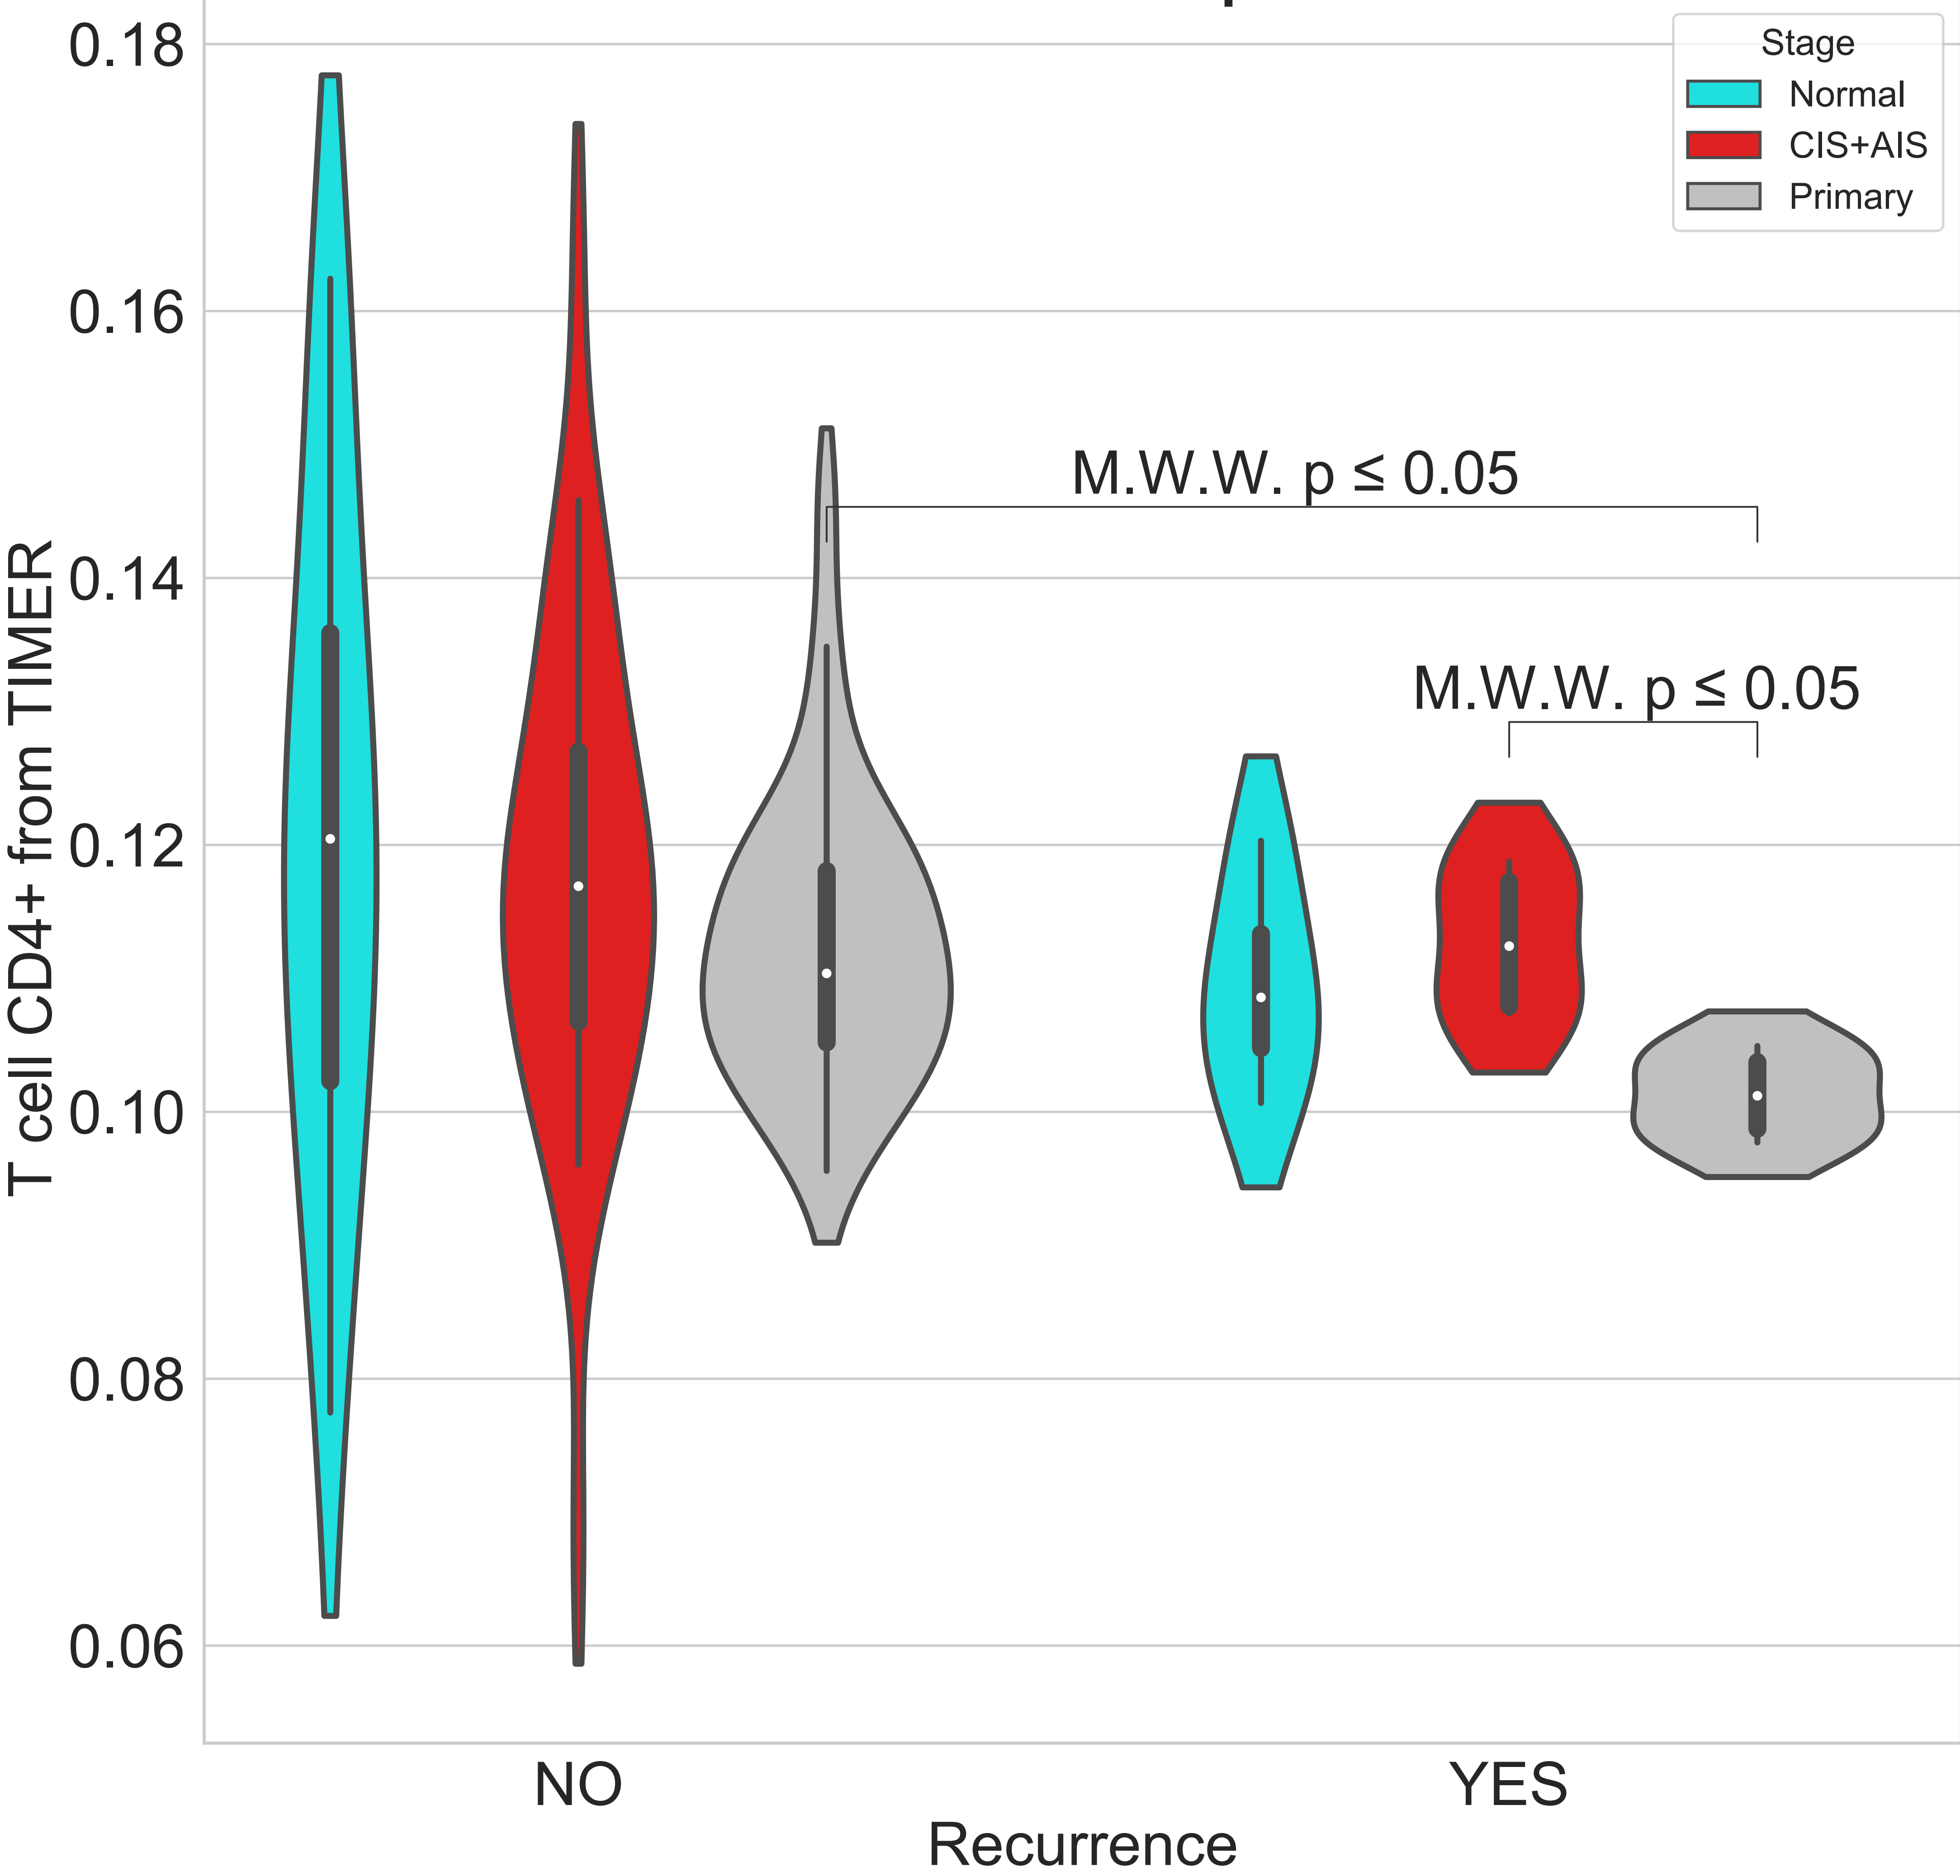 Stage
Normal
CIS+AIS
Primary
0.18
0.16
0.14
0.12
0.10
0.08
0.06
T cell CD4+ from TIMER
M.W.W. p ≤ 0.05
M.W.W. p ≤ 0.05
NO
YES
Recurrence